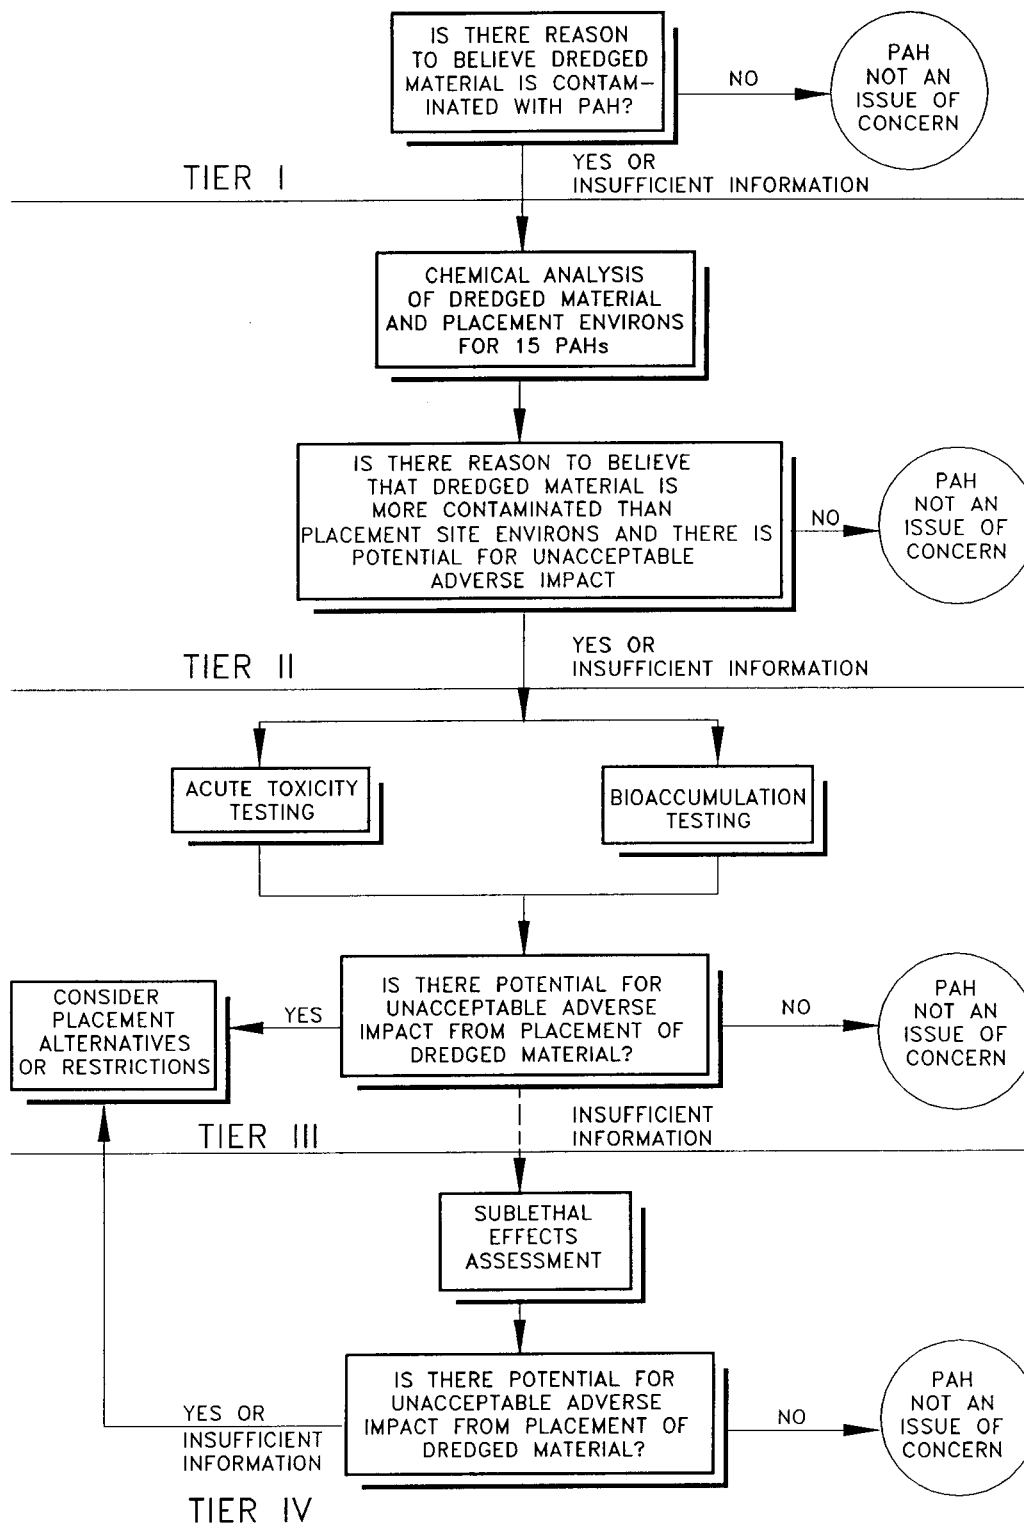 IS THERE REASON
TO BELIEVE DREDGED
MATERIAL IS CONTAM-
INATED WITH PAH?
NO
PAH
NOT AN
ISSUE OF
CONCERN
YES OR
INSUFFICIENT INFORMATION
TIER I
CHEMICAL ANALYSIS
OF DREDGED MATERIAL
AND PLACEMENT ENVIRONS
FOR 15 PAHs
IS THERE REASON TO BELIEVE
THAT DREDGED MATERIAL IS
MORE CONTAMINATED THAN
PLACEMENT SITE ENVIRONS AND THERE IS
POTENTIAL FOR UNACCEPTABLE
ADVERSE IMPACT
NO
PAH
NOT AN
ISSUE OF
CONCERN
YES OR
INSUFFICIENT INFORMATION
TIER II
ACUTE TOXICITY
TESTING
BIOACCUMULATION
TESTING
IS THERE POTENTIAL FOR
UNACCEPTABLE ADVERSE
IMPACT FROM PLACEMENT OF
DREDGED MATERIAL?
YES
CONSIDER
PLACEMENT
ALTERNATIVES
OR RESTRICTIONS
NO
PAH
NOT AN
ISSUE OF
CONCERN
INSUFFICIENT
INFORMATION
TIER III
SUBLETHAL
EFFECTS
ASSESSMENT
IS THERE POTENTIAL FOR
UNACCEPTABLE ADVERSE
IMPACT FROM PLACEMENT OF
DREDGED MATERIAL?
YES OR
INSUFFICIENT
INFORMATION
NO
PAH
NOT AN
ISSUE OF
CONCERN
TIER IV